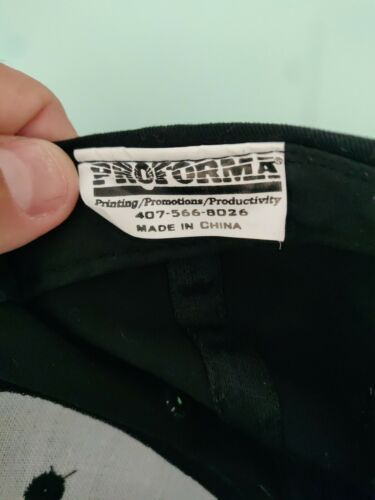 PROFORMA®
Printing/Promotions/Productivity
407-566-8026
MADE IN CHINA